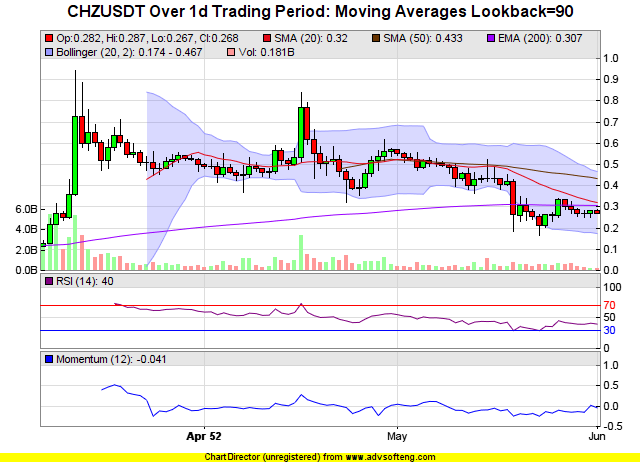 CHZUSDT Over 1d Trading Period: Moving Averages Lookback=90
Op:0.282, Hi:0.287, Lo:0.267, Cl:0.268 SMA (20): 0.32 SMA (50): 0.433 EMA (200): 0.307
Bollinger (20, 2): 0.174 - 0.467 Vol: 0.181B
1.0
0.9
0.8
0.7
0.6
0.5
0.4
0.3
0.2
0.1
0.0
6.0B
4.0B
2.0B
0.0B
RSI (14): 40
100
70
50
30
0
Momentum (12): -0.041
1.0
0.5
0.0
-0.5
Apr 52 May Jun
ChartDirector (unregistered) from www.advsofteng.com